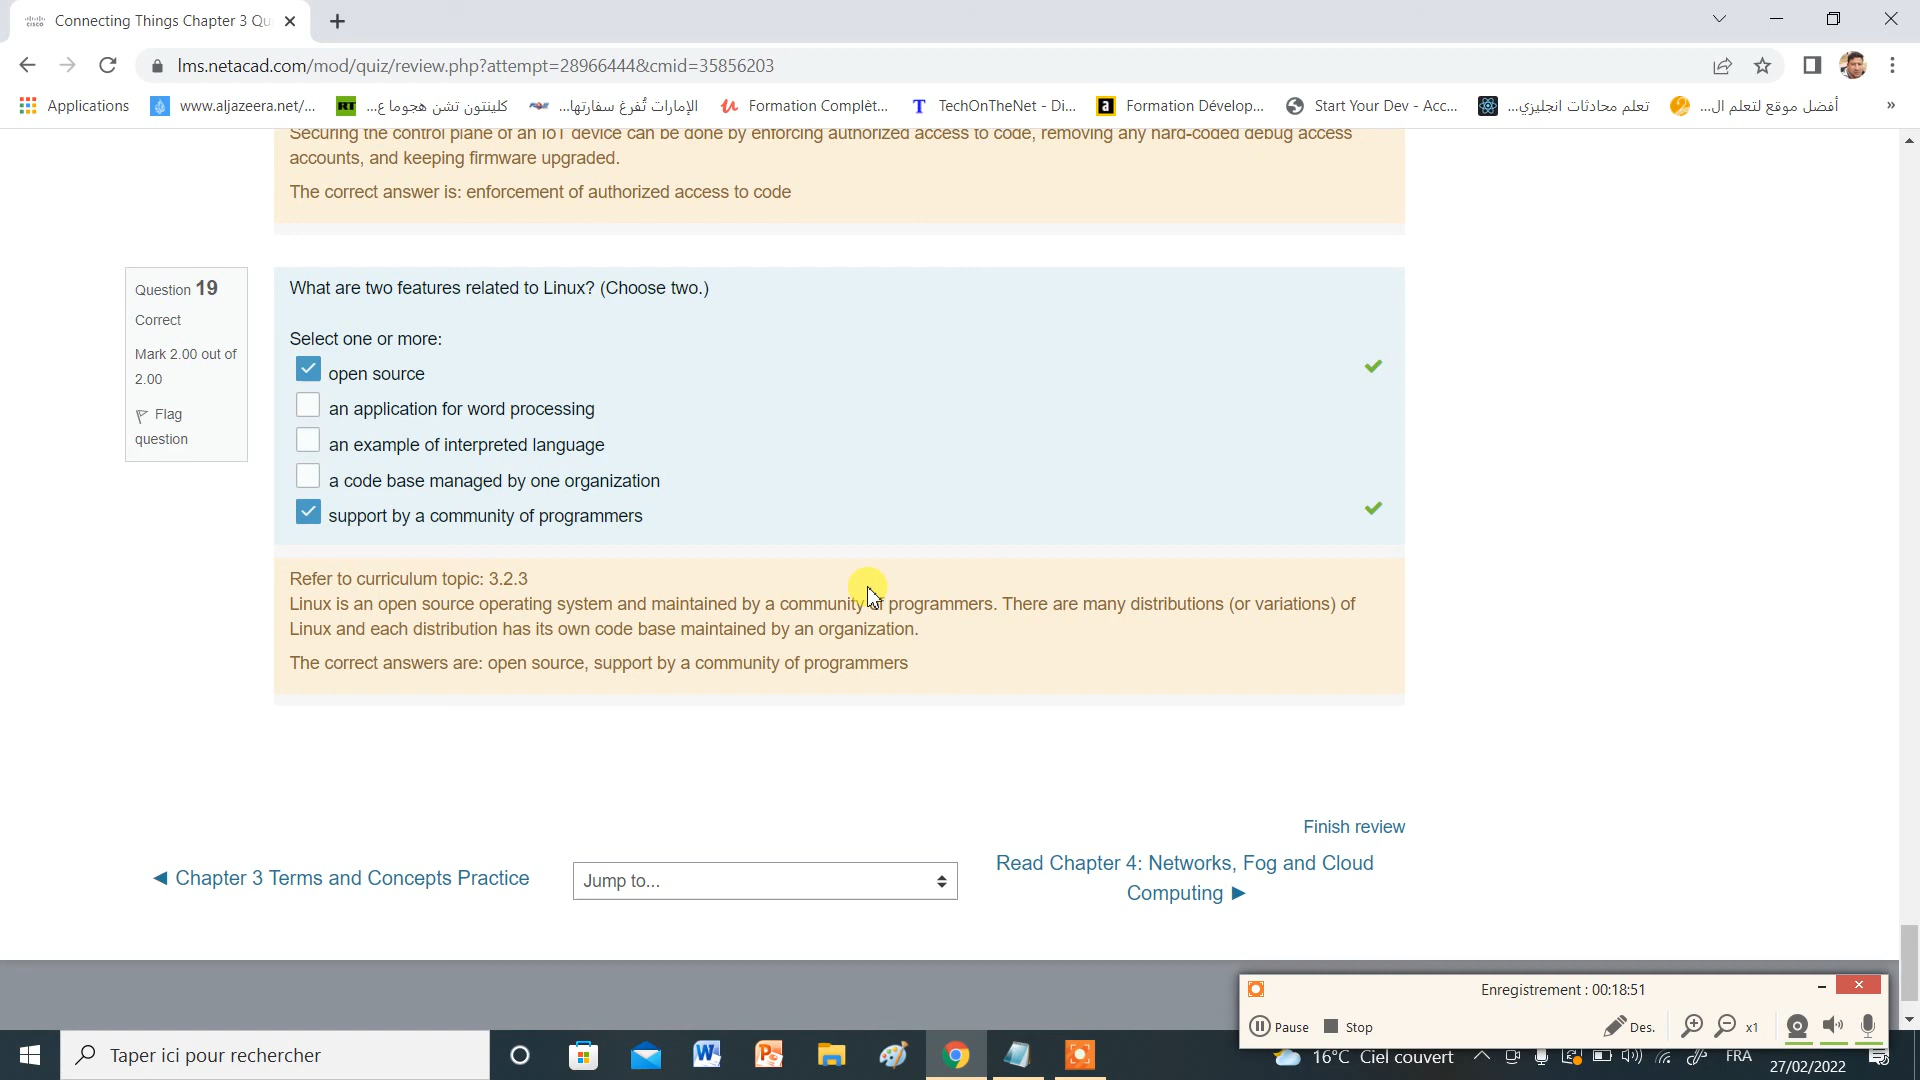 Connecting Things Chapter 3 Qu
lms.netacad.com/mod/quiz/review.php?attempt=28966444&cmid=35856203
Applications
www.aljazeera.net/...
RT
كلينتون تشن هجوما ع...
الإمارات تُفرغ سفارتها...
Formation Complèt...
T
TechOnTheNet - Di...
a
Formation Dévelop...
Start Your Dev - Acc...
تعلم محادثات انجليزي...
أفضل موقع لتعلم ال...
»
Securing the control plane of an IoT device can be done by enforcing authorized access to code, removing any hard-coded debug access
accounts, and keeping firmware upgraded.
The correct answer is: enforcement of authorized access to code
Question 19
Correct
Mark 2.00 out of
2.00
Flag
question
What are two features related to Linux? (Choose two.)
Select one or more:
open source
an application for word processing
an example of interpreted language
a code base managed by one organization
support by a community of programmers
Refer to curriculum topic: 3.2.3
Linux is an open source operating system and maintained by a community of programmers. There are many distributions (or variations) of
Linux and each distribution has its own code base maintained by an organization.
The correct answers are: open source, support by a community of programmers
Finish review
◀ Chapter 3 Terms and Concepts Practice
Jump to...
Read Chapter 4: Networks, Fog and Cloud
Computing ▶
Enregistrement : 00:18:51
Pause
Stop
Des.
x1
Taper ici pour rechercher
16°C Ciel couvert
FRA
27/02/2022